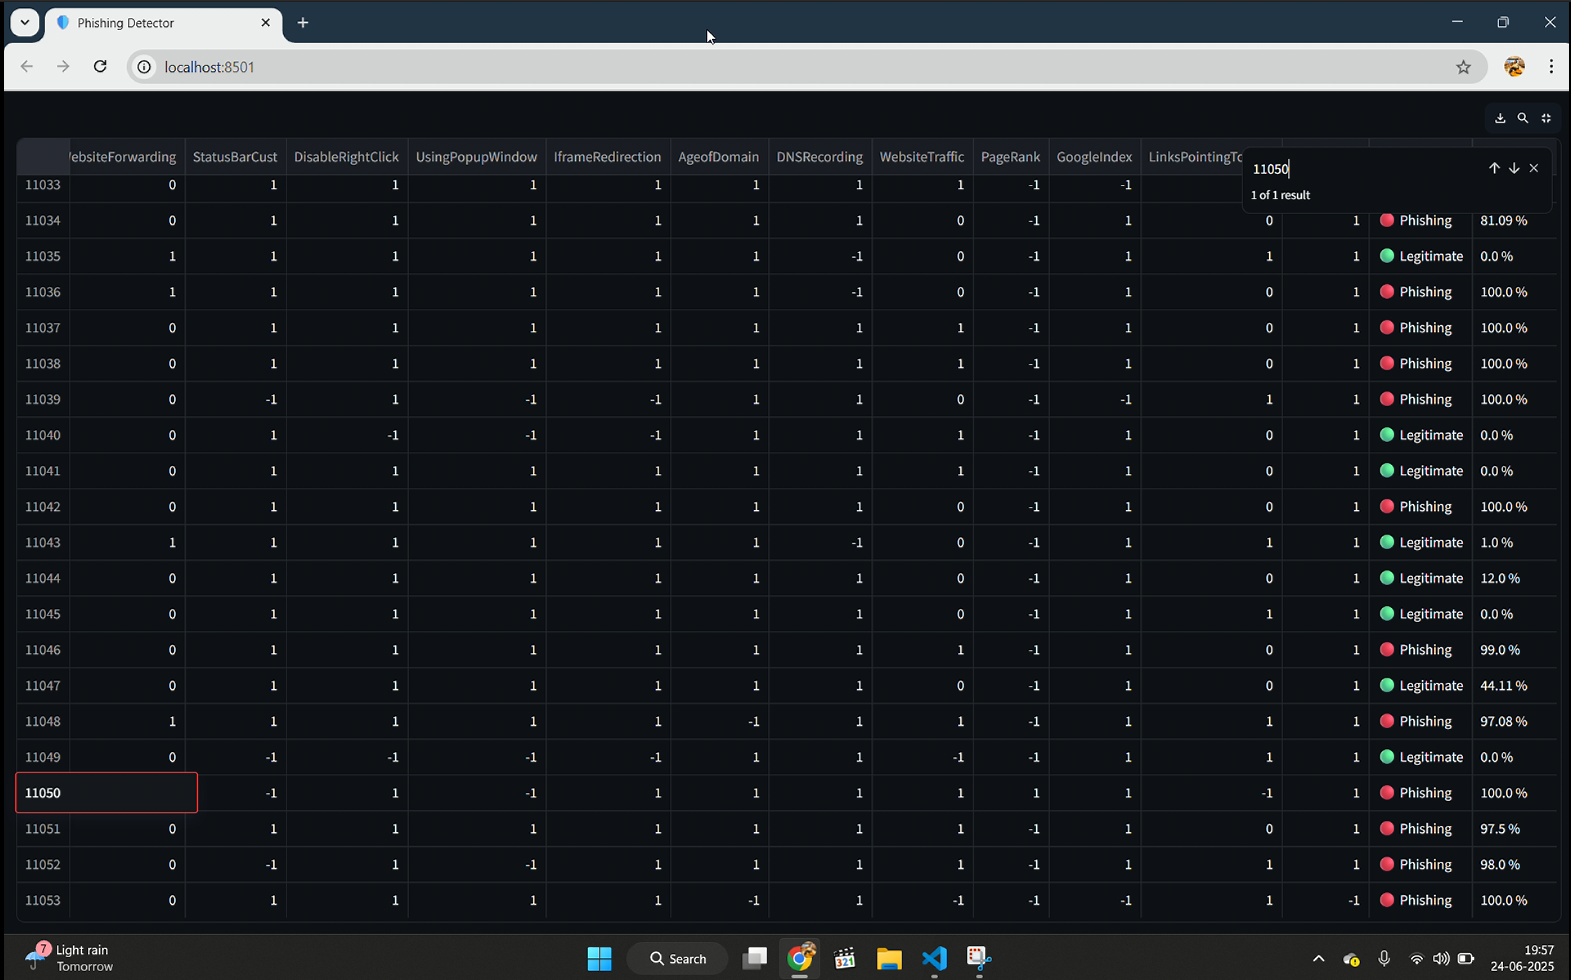 Phishing Detector
localhost:8501
ebsiteForwarding StatusBarCust DisableRightClick UsingPopupWindow IframeRedirection AgeofDomain DNSRecording WebsiteTraffic PageRank GoogleIndex LinksPointingTo
11050
1 of 1 result
11033 0 1 1 1 1 1 1 1 -1 -1
11034 0 1 1 1 1 1 1 0 -1 1 0 1 Phishing 81.09 %
11035 1 1 1 1 1 1 -1 0 -1 1 1 1 Legitimate 0.0 %
11036 1 1 1 1 1 1 -1 0 -1 1 0 1 Phishing 100.0 %
11037 0 1 1 1 1 1 1 1 -1 1 0 1 Phishing 100.0 %
11038 0 1 1 1 1 1 1 1 -1 1 0 1 Phishing 100.0 %
11039 0 -1 1 -1 -1 1 1 0 -1 -1 1 1 Phishing 100.0 %
11040 0 1 -1 -1 -1 1 1 1 -1 1 0 1 Legitimate 0.0 %
11041 0 1 1 1 1 1 1 1 -1 1 0 1 Legitimate 0.0 %
11042 0 1 1 1 1 1 1 0 -1 1 0 1 Phishing 100.0 %
11043 1 1 1 1 1 1 -1 0 -1 1 1 1 Legitimate 1.0 %
11044 0 1 1 1 1 1 1 0 -1 1 0 1 Legitimate 12.0 %
11045 0 1 1 1 1 1 1 0 -1 1 1 1 Legitimate 0.0 %
11046 0 1 1 1 1 1 1 1 -1 1 0 1 Phishing 99.0 %
11047 0 1 1 1 1 1 1 0 -1 1 0 1 Legitimate 44.11 %
11048 1 1 1 1 1 -1 1 1 -1 1 1 1 Phishing 97.08 %
11049 0 -1 -1 -1 -1 1 1 -1 -1 1 1 1 Legitimate 0.0 %
11050 -1 1 -1 1 1 1 1 1 1 -1 1 Phishing 100.0 %
11051 0 1 1 1 1 1 1 1 -1 1 0 1 Phishing 97.5 %
11052 0 -1 1 -1 1 1 1 1 -1 1 1 1 Phishing 98.0 %
11053 0 1 1 1 1 -1 1 -1 -1 -1 1 -1 Phishing 100.0 %
7 Light rain
Tomorrow
Search
321
19:57
24-06-2025